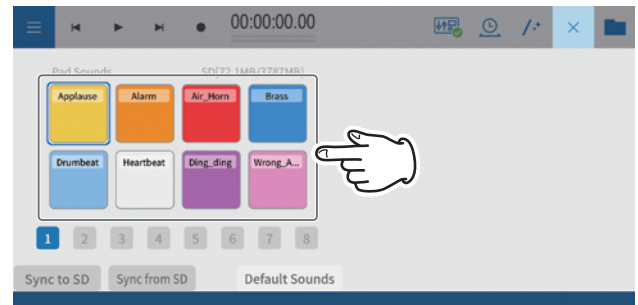 00:00:00.00
Pad Sounds SD[72.1MB/3787MB]
Applause Alarm Air_Horn Brass
Drumbeat Heartbeat Ding_ding Wrong_A...
1 2 3 4 5 6 7 8
Sync to SD Sync from SD Default Sounds